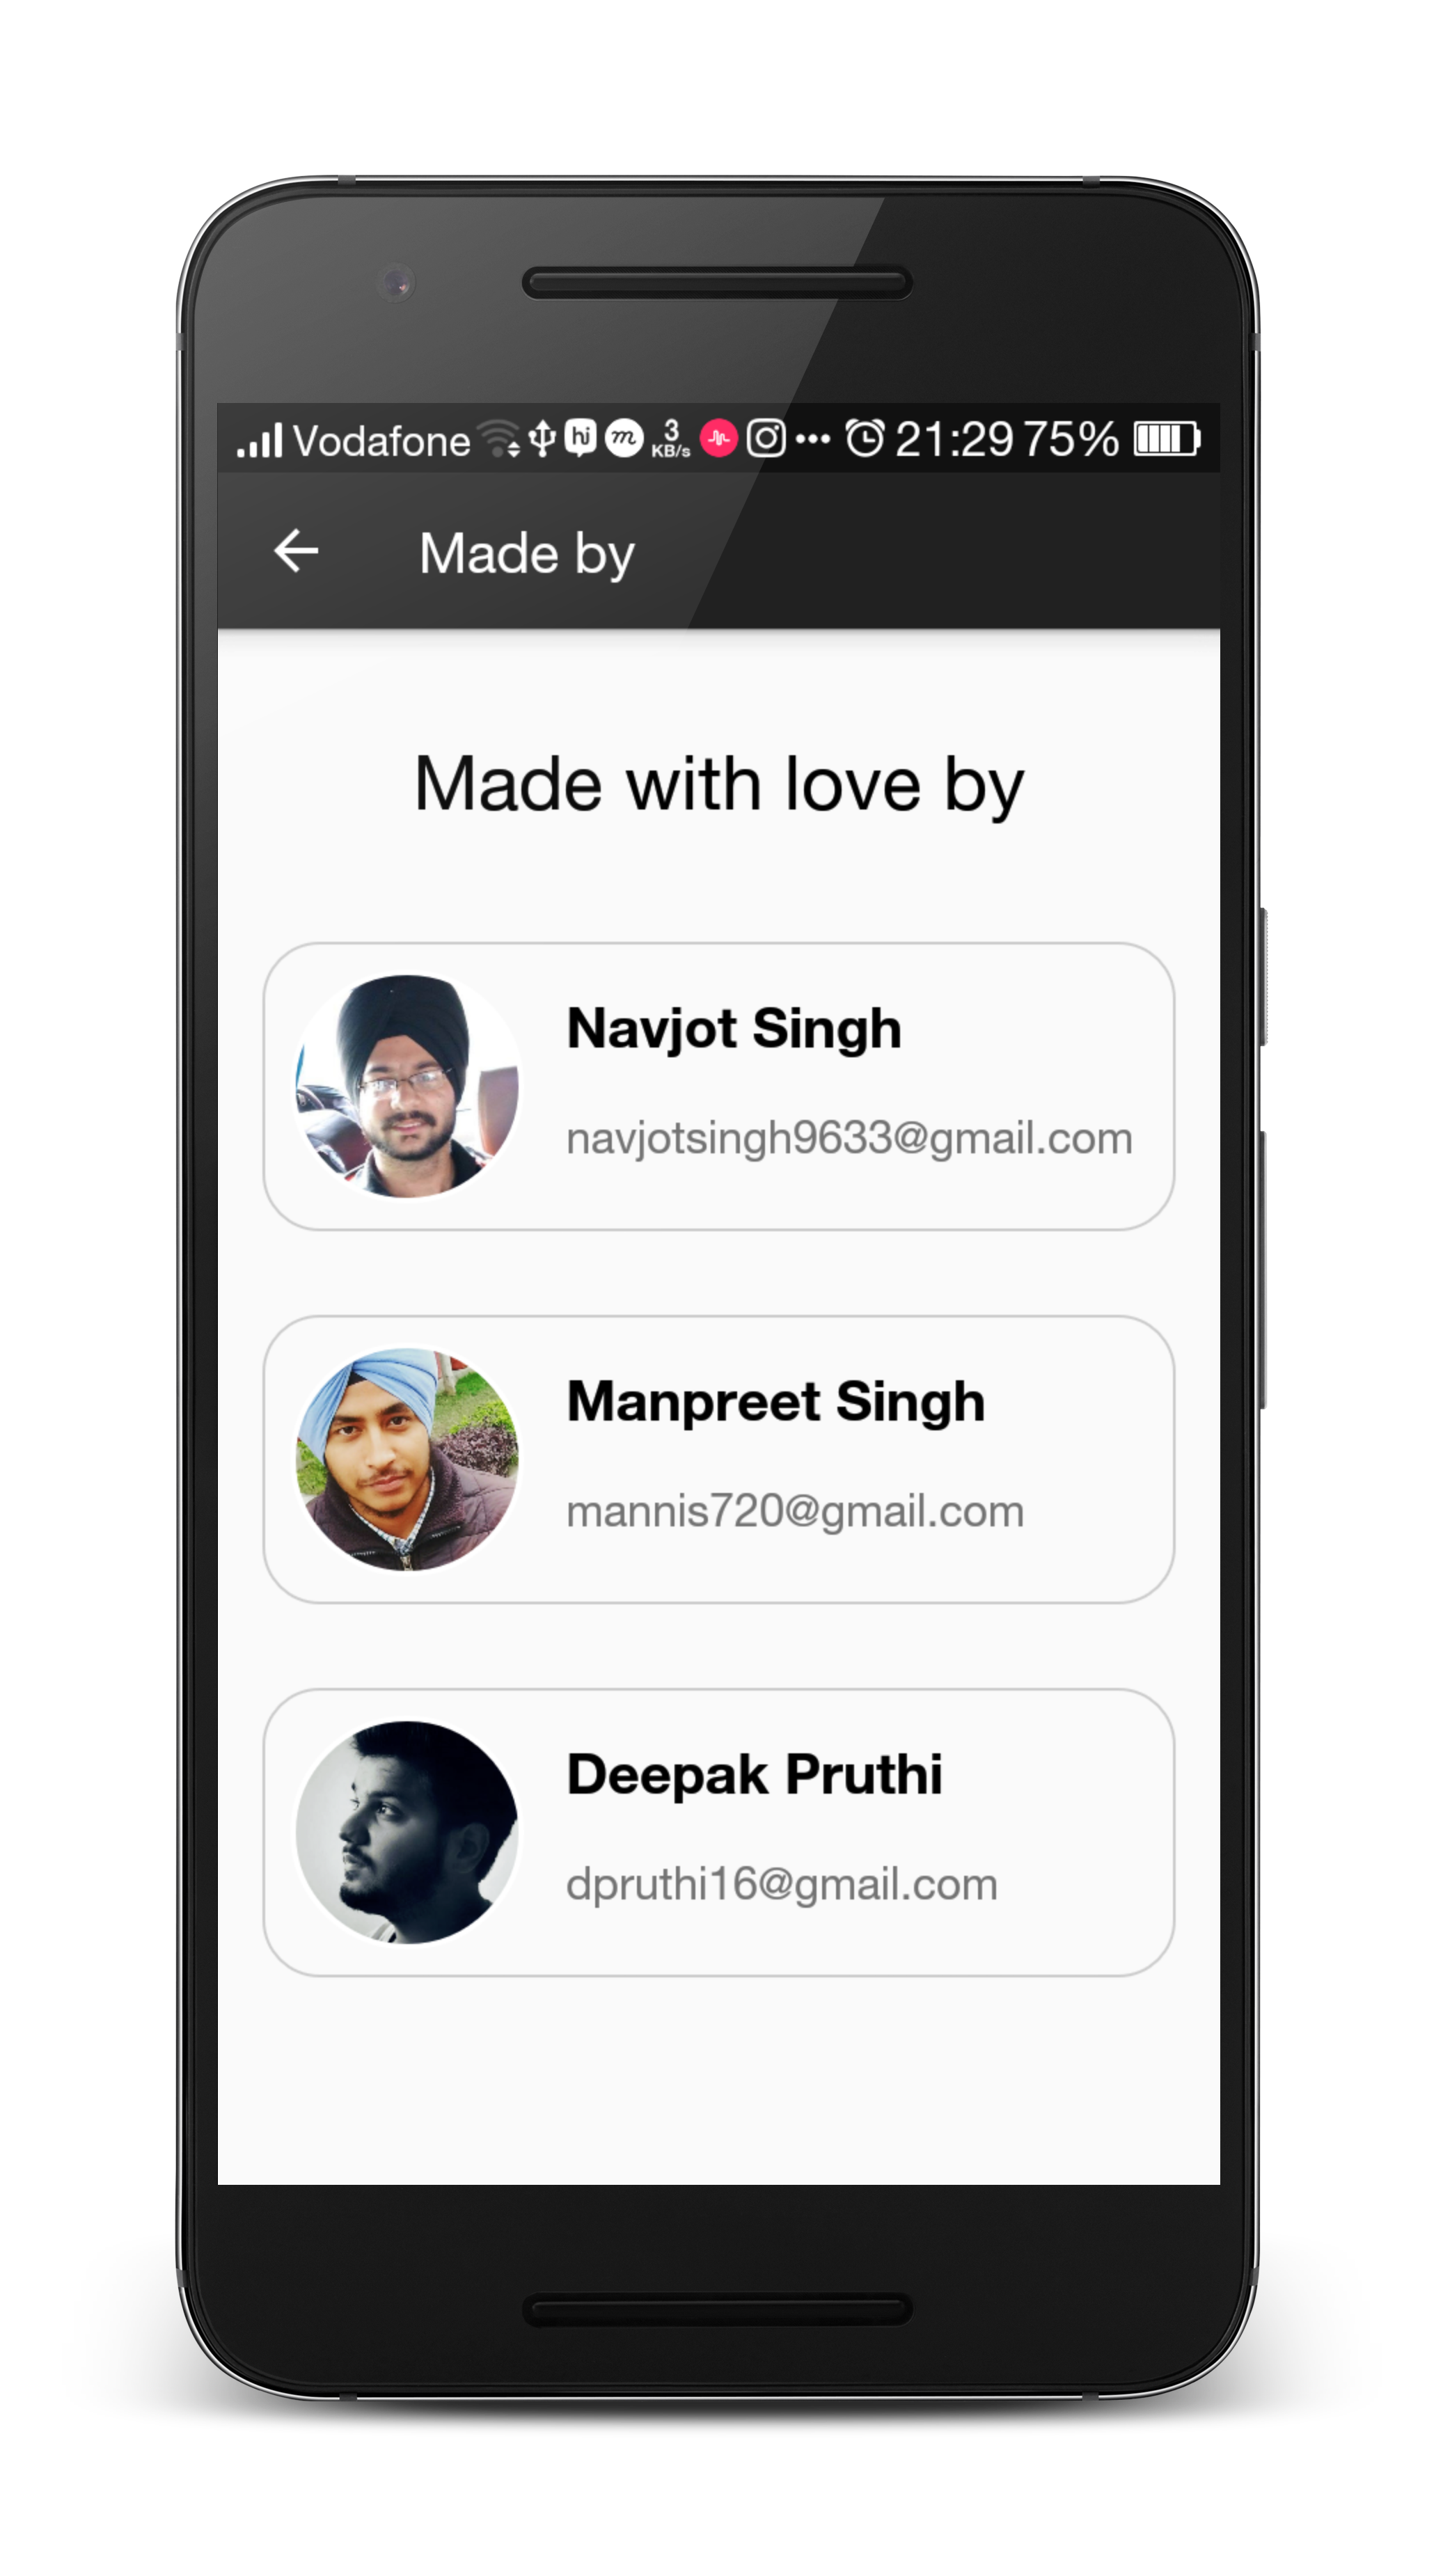 Vodafone hi m 3 KB/s 21:29 75%
Made by
Made with love by
Navjot Singh
navjotsingh9633@gmail.com
Manpreet Singh
mannis720@gmail.com
Deepak Pruthi
dpruthi16@gmail.com